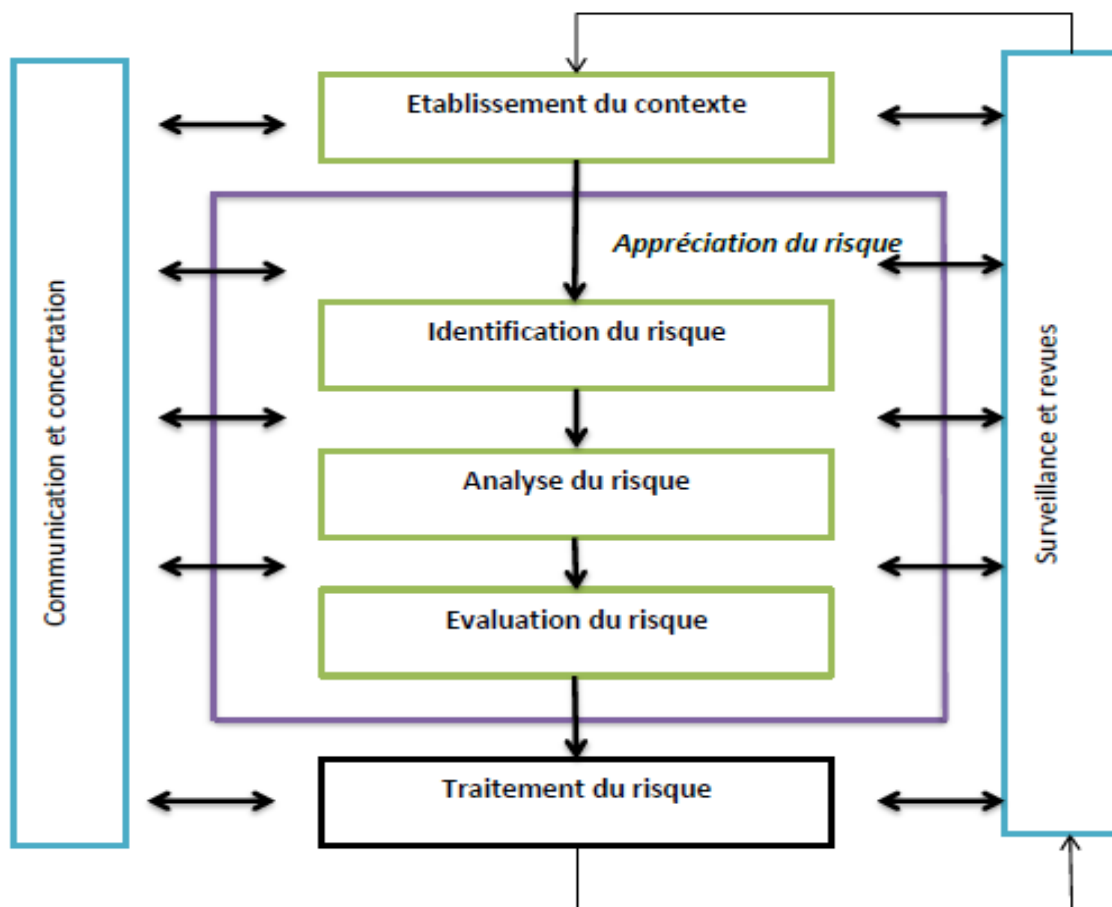 Etablissement du contexte
Appréciation du risque
Identification du risque
Analyse du risque
Evaluation du risque
Traitement du risque
Communication et concertation
Surveillance et revues